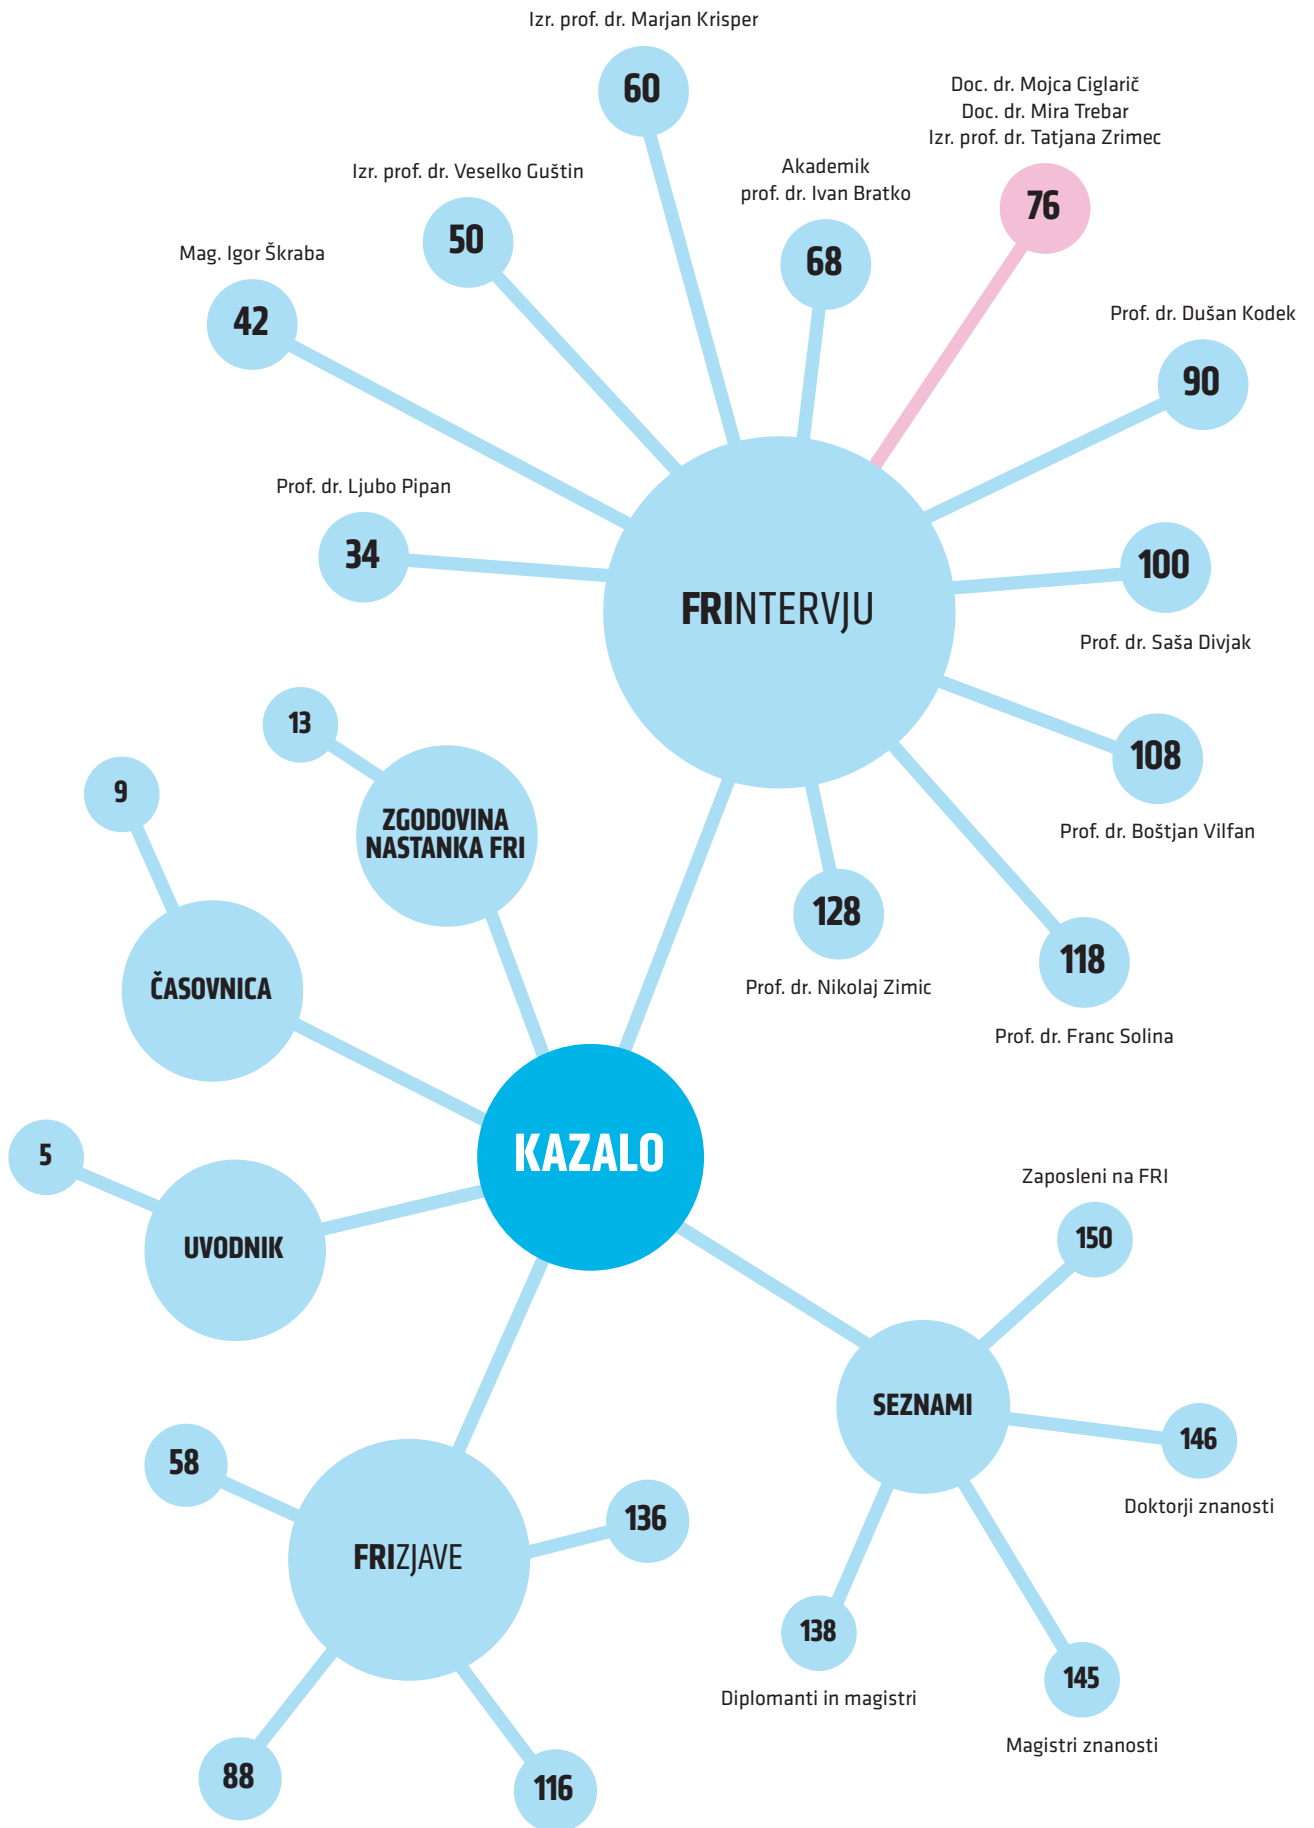 Izr. prof. dr. Marjan Krisper
60
Doc. dr. Mojca Ciglarič
Doc. dr. Mira Trebar
Izr. prof. dr. Tatjana Zrimec
76
Akademik
prof. dr. Ivan Bratko
68
Izr. prof. dr. Veselko Guštin
50
Mag. Igor Škraba
42
Prof. dr. Dušan Kodek
90
Prof. dr. Ljubo Pipan
34
FRINTERVJU
100
Prof. dr. Saša Divjak
108
Prof. dr. Boštjan Vilfan
118
Prof. dr. Franc Solina
128
Prof. dr. Nikolaj Zimic
13
ZGODOVINA
NASTANKA FRI
9
ČASOVNICA
KAZALO
5
UVODNIK
Zaposleni na FRI
150
SEZNAMI
146
Doktorji znanosti
145
Magistri znanosti
138
Diplomanti in magistri
58
136
FRIZJAVE
88
116